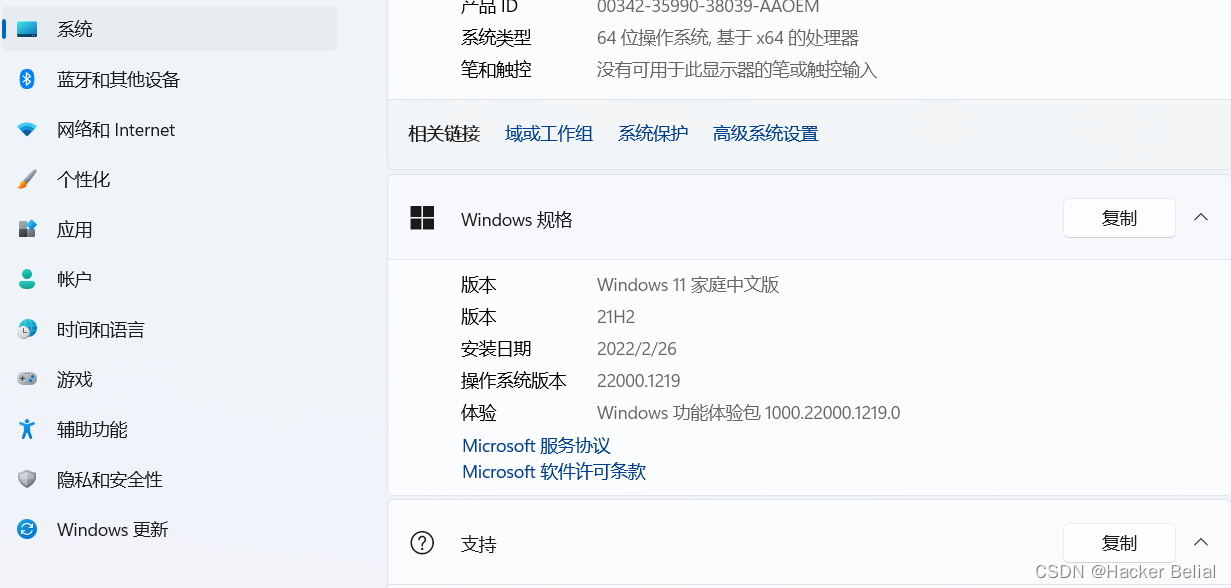 系统
蓝牙和其他设备
网络和 Internet
个性化
应用
帐户
时间和语言
游戏
辅助功能
隐私和安全性
Windows 更新
产品 ID 00342-35990-38039-AAOEM
系统类型 64 位操作系统, 基于 x64 的处理器
笔和触控 没有可用于此显示器的笔或触控输入
相关链接 域或工作组 系统保护 高级系统设置
Windows 规格 复制
版本 Windows 11 家庭中文版
版本 21H2
安装日期 2022/2/26
操作系统版本 22000.1219
体验 Windows 功能体验包 1000.22000.1219.0
Microsoft 服务协议
Microsoft 软件许可条款
支持 复制
CSDN @Hacker Belial